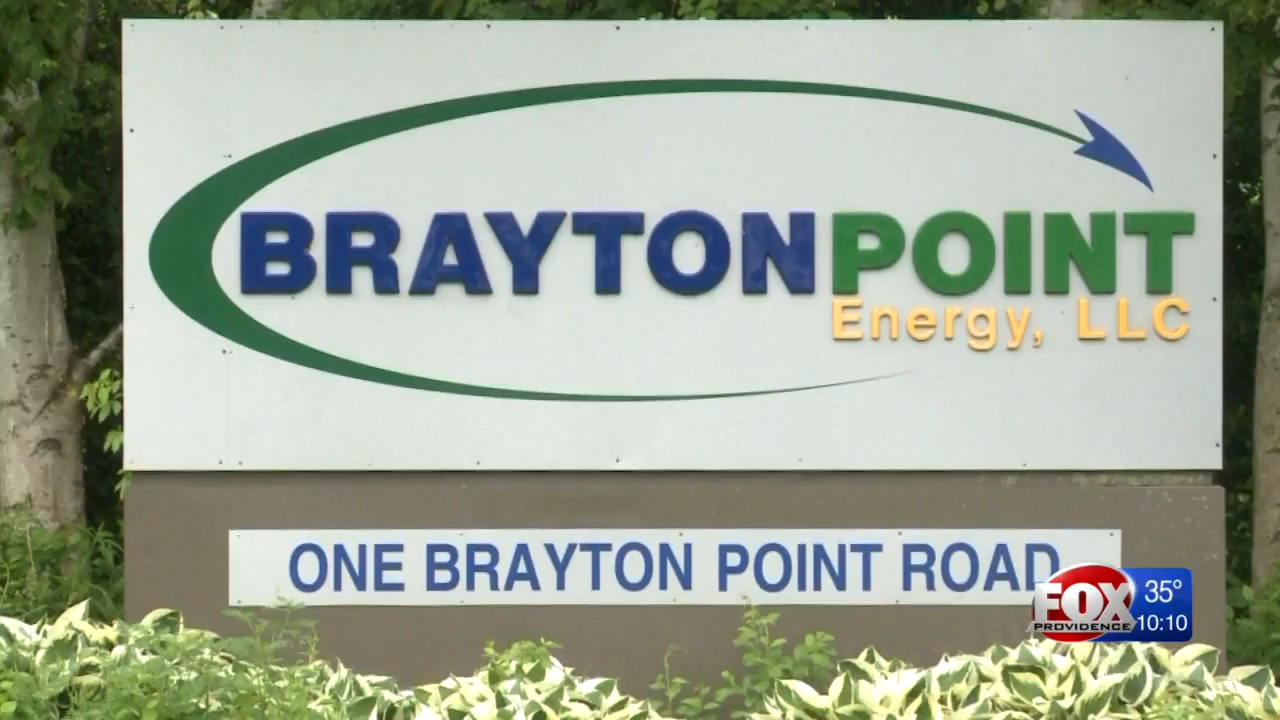 BRAYTONPOINT
Energy, LLC
ONE BRAYTON POINT ROAD
FOX
PROVIDENCE
35°
10:10